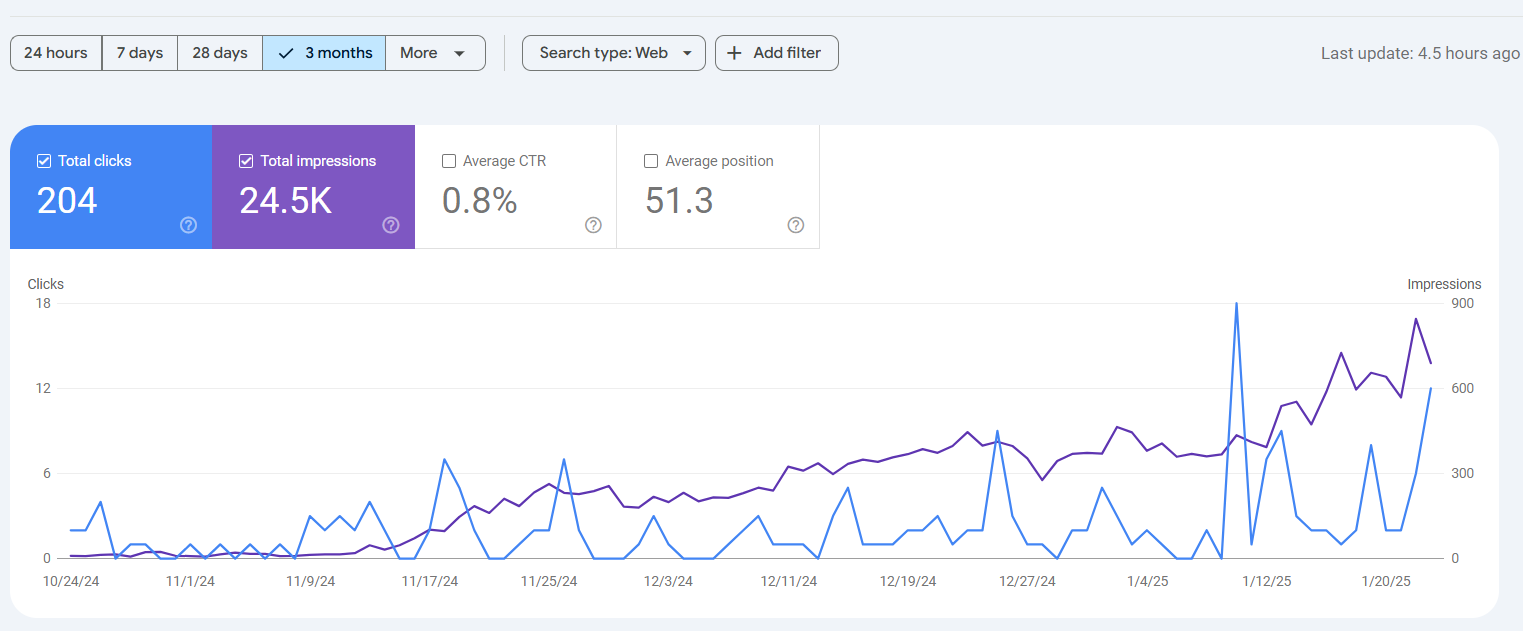 24 hours 7 days 28 days 3 months More Search type: Web Add filter Last update: 4.5 hours ago
Total clicks Total impressions Average CTR Average position
204 24.5K 0.8% 51.3
Clicks Impressions
18 900
12 600
6 300
0 0
10/24/24 11/1/24 11/9/24 11/17/24 11/25/24 12/3/24 12/11/24 12/19/24 12/27/24 1/4/25 1/12/25 1/20/25